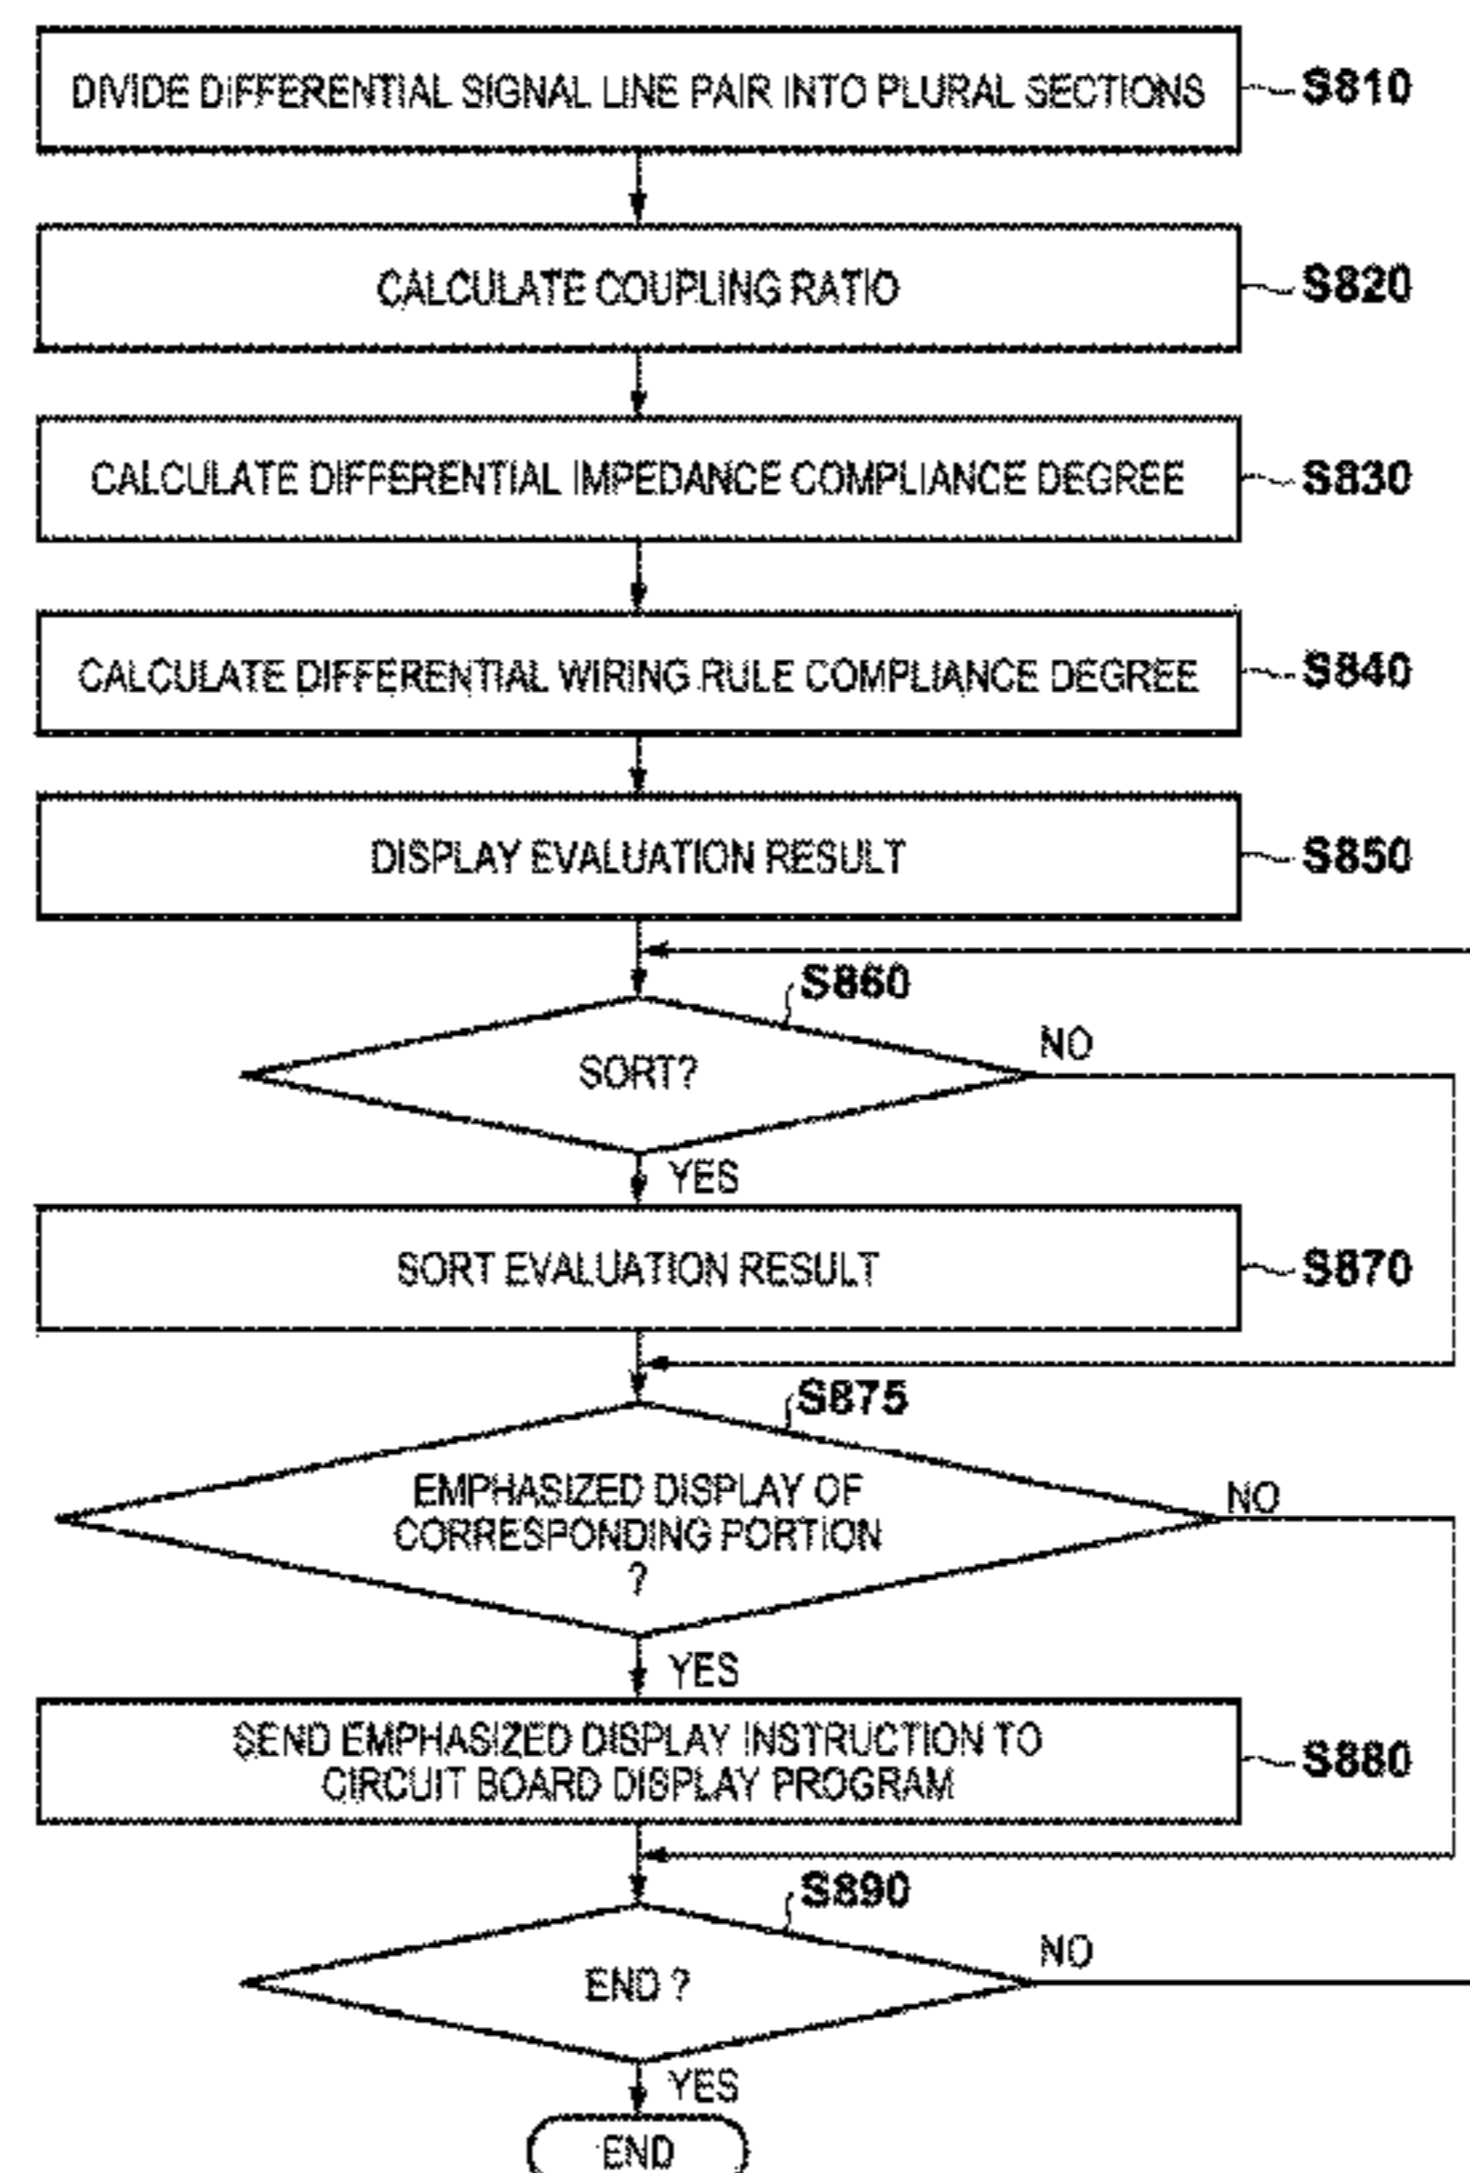 DIVIDE DIFFERENTIAL SIGNAL LINE PAIR INTO PLURAL SECTIONS
S810
CALCULATE COUPLING RATIO
S820
CALCULATE DIFFERENTIAL IMPEDANCE COMPLIANCE DEGREE
S830
CALCULATE DIFFERENTIAL WIRING RULE COMPLIANCE DEGREE
S840
DISPLAY EVALUATION RESULT
S850
S860
SORT?
NO
YES
SORT EVALUATION RESULT
S870
S875
EMPHASIZED DISPLAY OF
CORRESPONDING PORTION
?
NO
YES
SEND EMPHASIZED DISPLAY INSTRUCTION TO
CIRCUIT BOARD DISPLAY PROGRAM
S880
S890
END ?
NO
YES
END